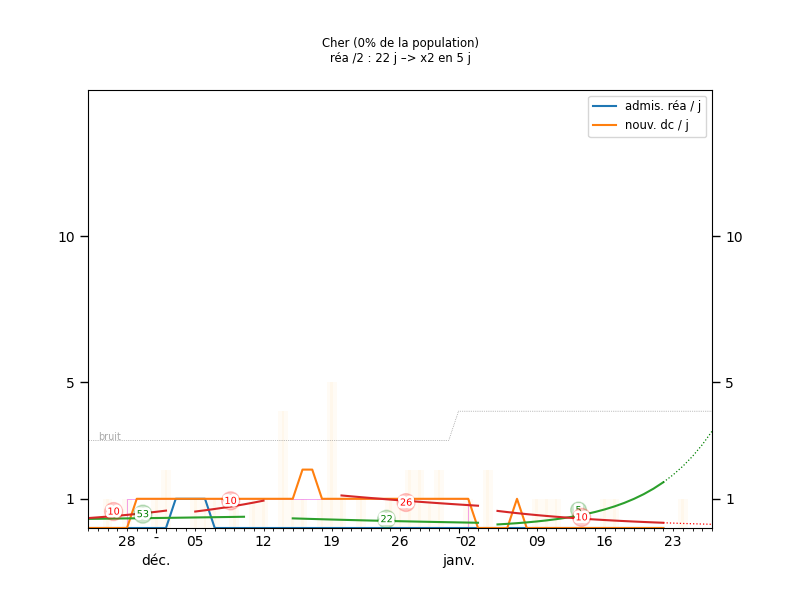 Cher (0% de la population)
réa /2 : 22 j –> x2 en 5 j
admis. réa / j
nouv. dc / j
10 10
5 5
bruit
1 1
10 53 10 22 26 5 10
28 - 05 12 19 26 02 09 16 23
déc. janv.